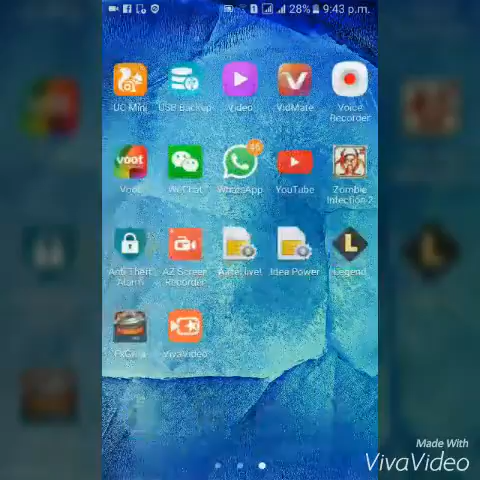 28% 9:43 p.m.
UC Mini USB Backup Video VidMate Voice Recorder
voot
Voot WeChat WhatsApp YouTube Zombie Infection 2
Anti Theft Alarm AZ Screen Recorder Idea Power Legend
VivaVideo
Made With
VivaVideo